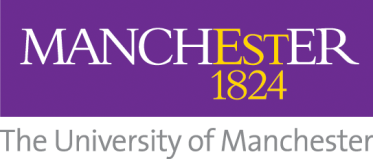 MANCHEstER
1824
The University of Manchester